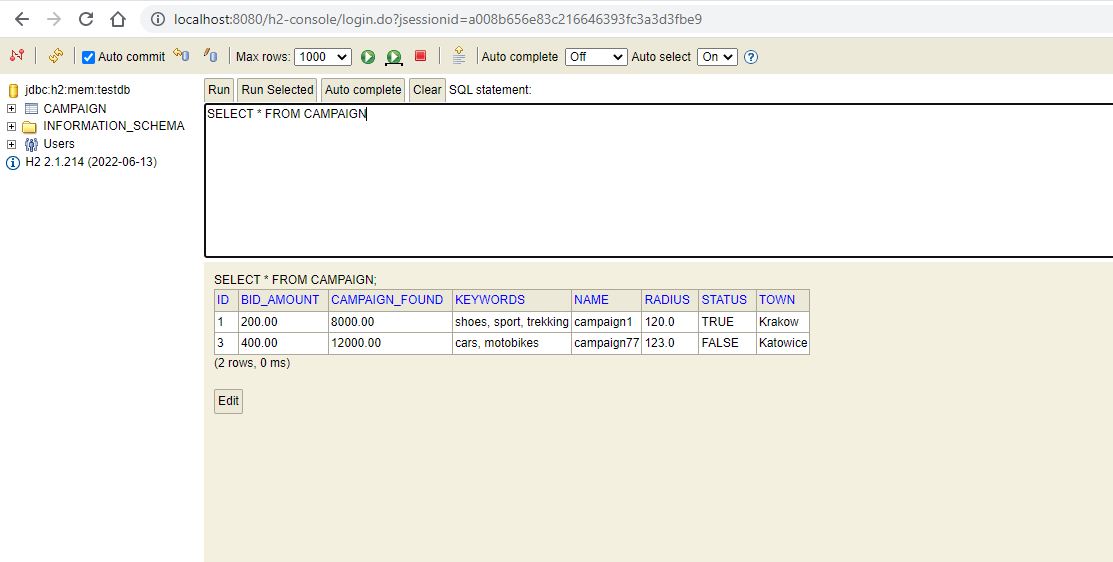 localhost:8080/h2-console/login.do?jsessionid=a008b656e83c216646393fc3a3d3fbe9
Auto commit Max rows: 1000 Auto complete Off Auto select On ?
jdbc:h2:mem:testdb
CAMPAIGN
INFORMATION_SCHEMA
Users
H2 2.1.214 (2022-06-13)
Run Run Selected Auto complete Clear SQL statement:
SELECT * FROM CAMPAIGN
SELECT * FROM CAMPAIGN;
ID BID_AMOUNT CAMPAIGN_FOUND KEYWORDS NAME RADIUS STATUS TOWN
1 200.00 8000.00 shoes, sport, trekking campaign1 120.0 TRUE Krakow
3 400.00 12000.00 cars, motobikes campaign77 123.0 FALSE Katowice
(2 rows, 0 ms)
Edit